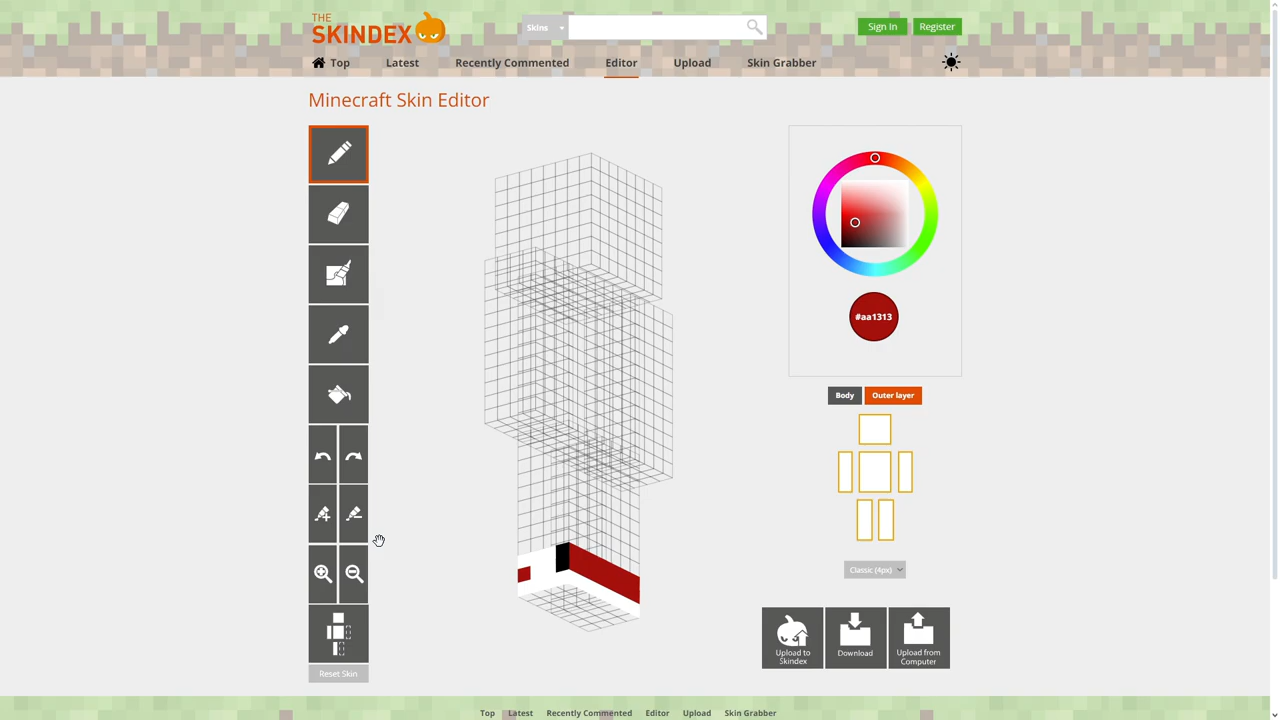 THE
SKINDEX
Skins
Sign In
Register
Top
Latest
Recently Commented
Editor
Upload
Skin Grabber
Minecraft Skin Editor
#aa1313
Body
Outer layer
Classic (4px)
Upload to
Skindex
Download
Upload from
Computer
Reset Skin
Top
Latest
Recently Commented
Editor
Upload
Skin Grabber